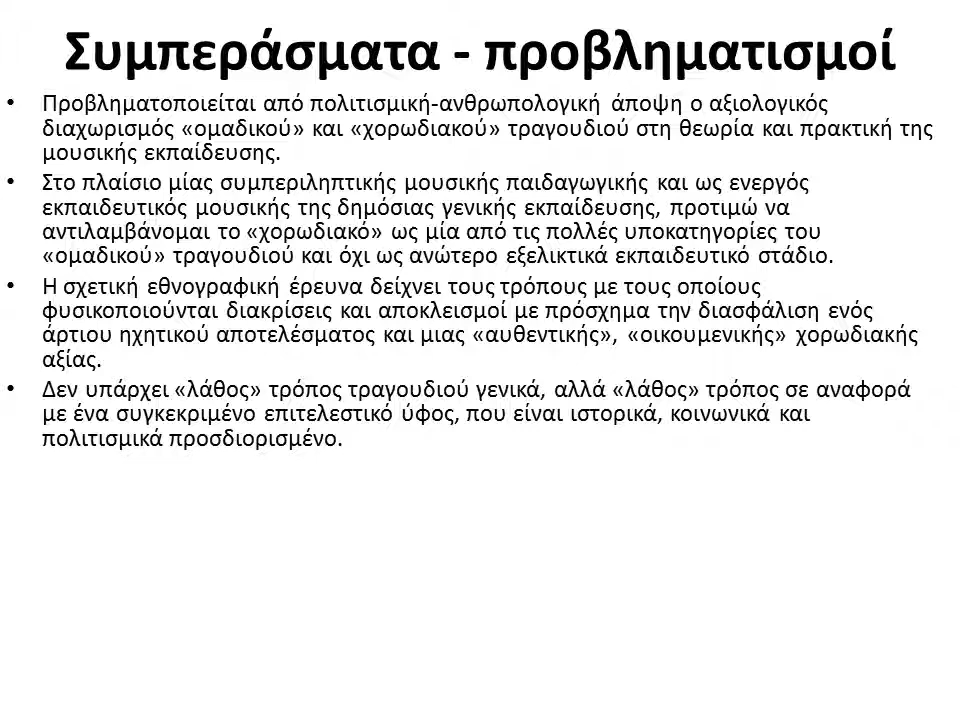 Συμπεράσματα - προβληματισμοί
• Προβληματοποιείται από πολιτισμική-ανθρωπολογική άποψη ο αξιολογικός
διαχωρισμός «ομαδικού» και «χορωδιακού» τραγουδιού στη θεωρία και πρακτική της
μουσικής εκπαίδευσης.
• Στο πλαίσιο μίας συμπεριληπτικής μουσικής παιδαγωγικής και ως ενεργός
εκπαιδευτικός μουσικής της δημόσιας γενικής εκπαίδευσης, προτιμώ να
αντιλαμβάνομαι το «χορωδιακό» ως μία από τις πολλές υποκατηγορίες του
«ομαδικού» τραγουδιού και όχι ως ανώτερο εξελικτικά εκπαιδευτικό στάδιο.
• Η σχετική εθνογραφική έρευνα δείχνει τους τρόπους με τους οποίους
φυσικοποιούνται διακρίσεις και αποκλεισμοί με πρόσχημα την διασφάλιση ενός
άρτιου ηχητικού αποτελέσματος και μιας «αυθεντικής», «οικουμενικής» χορωδιακής
αξίας.
• Δεν υπάρχει «λάθος» τρόπος τραγουδιού γενικά, αλλά «λάθος» τρόπος σε αναφορά
με ένα συγκεκριμένο επιτελεστικό ύφος, που είναι ιστορικά, κοινωνικά και
πολιτισμικά προσδιορισμένο.